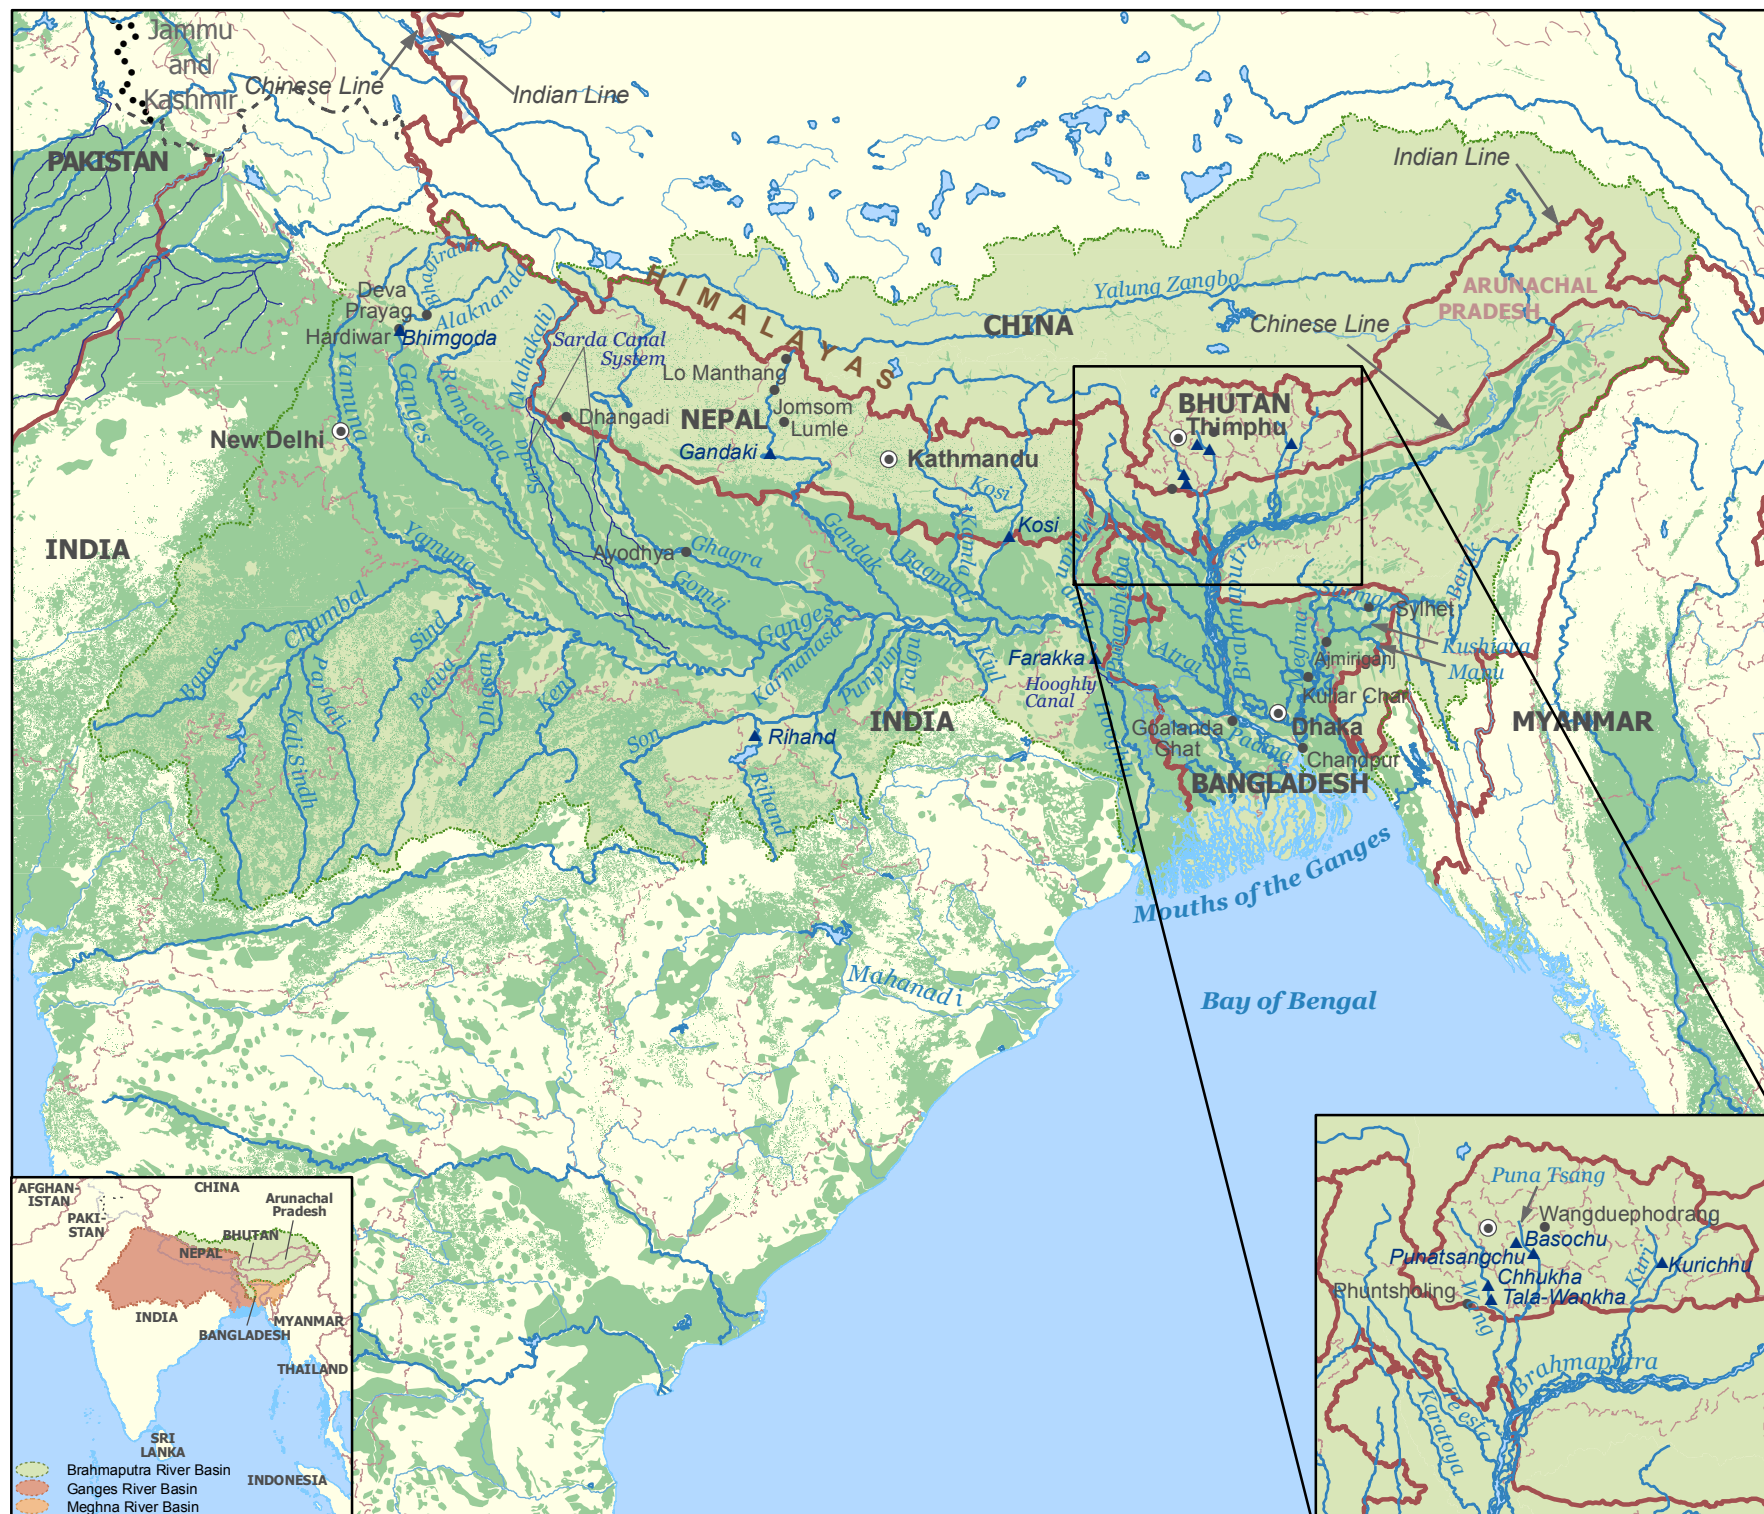 Jammu
and
Kashmir
Chinese Line
Indian Line
PAKISTAN
Indian Line
Bhagirathi
Deva
Prayag
Alaknanda
Hardiwar
Bhimgoda
HIMALAYAS
Yalung Zangbo
ARUNACHAL
PRADESH
CHINA
Chinese Line
(Mahakali)
Sarda Canal
System
Yamuna
Ganges
Ramganga
Sarda
Lo Manthang
Jomsom
Lumle
Dhangadi
NEPAL
BHUTAN
Thimphu
New Delhi
Gandaki
Kathmandu
Kosi
Kosi
Kamla
INDIA
Yamuna
Ayodhya
Ghagra
Gomti
Gandak
Bagmati
Brahmaputra
Barak
Surma
Sylhet
Chambal
Sind
Ganges
Karmanasa
Punarbhaba
Meghna
Kushiara
Manu
Ajmiriganj
Banas
Parbati
Betwa
Dhasan
Ken
Punpun
Falgu
Kiul
Farakka
Hooghly
Canal
Atrai
Brahmaputra
Kuliar Char
Kali Sindh
Son
Rihand
INDIA
Hooghly
Goalanda
Ghat
Padma
Dhaka
Chandpur
MYANMAR
Rihand
BANGLADESH
Mouths of the Ganges
Mahanadi
Bay of Bengal
AFGHAN-
ISTAN
PAKI-
STAN
CHINA
Arunachal
Pradesh
BHUTAN
NEPAL
INDIA
BANGLADESH
MYANMAR
THAILAND
SRI
LANKA
INDONESIA
Brahmaputra River Basin
Ganges River Basin
Meghna River Basin
Puna Tsang
Wangduephodrang
Basochu
Punatsangchu
Kurichhu
Kuri
Chhukha
Tala-Wankha
Phuntsholing
Wong
Brahmaputra
Teesta
Karatoya